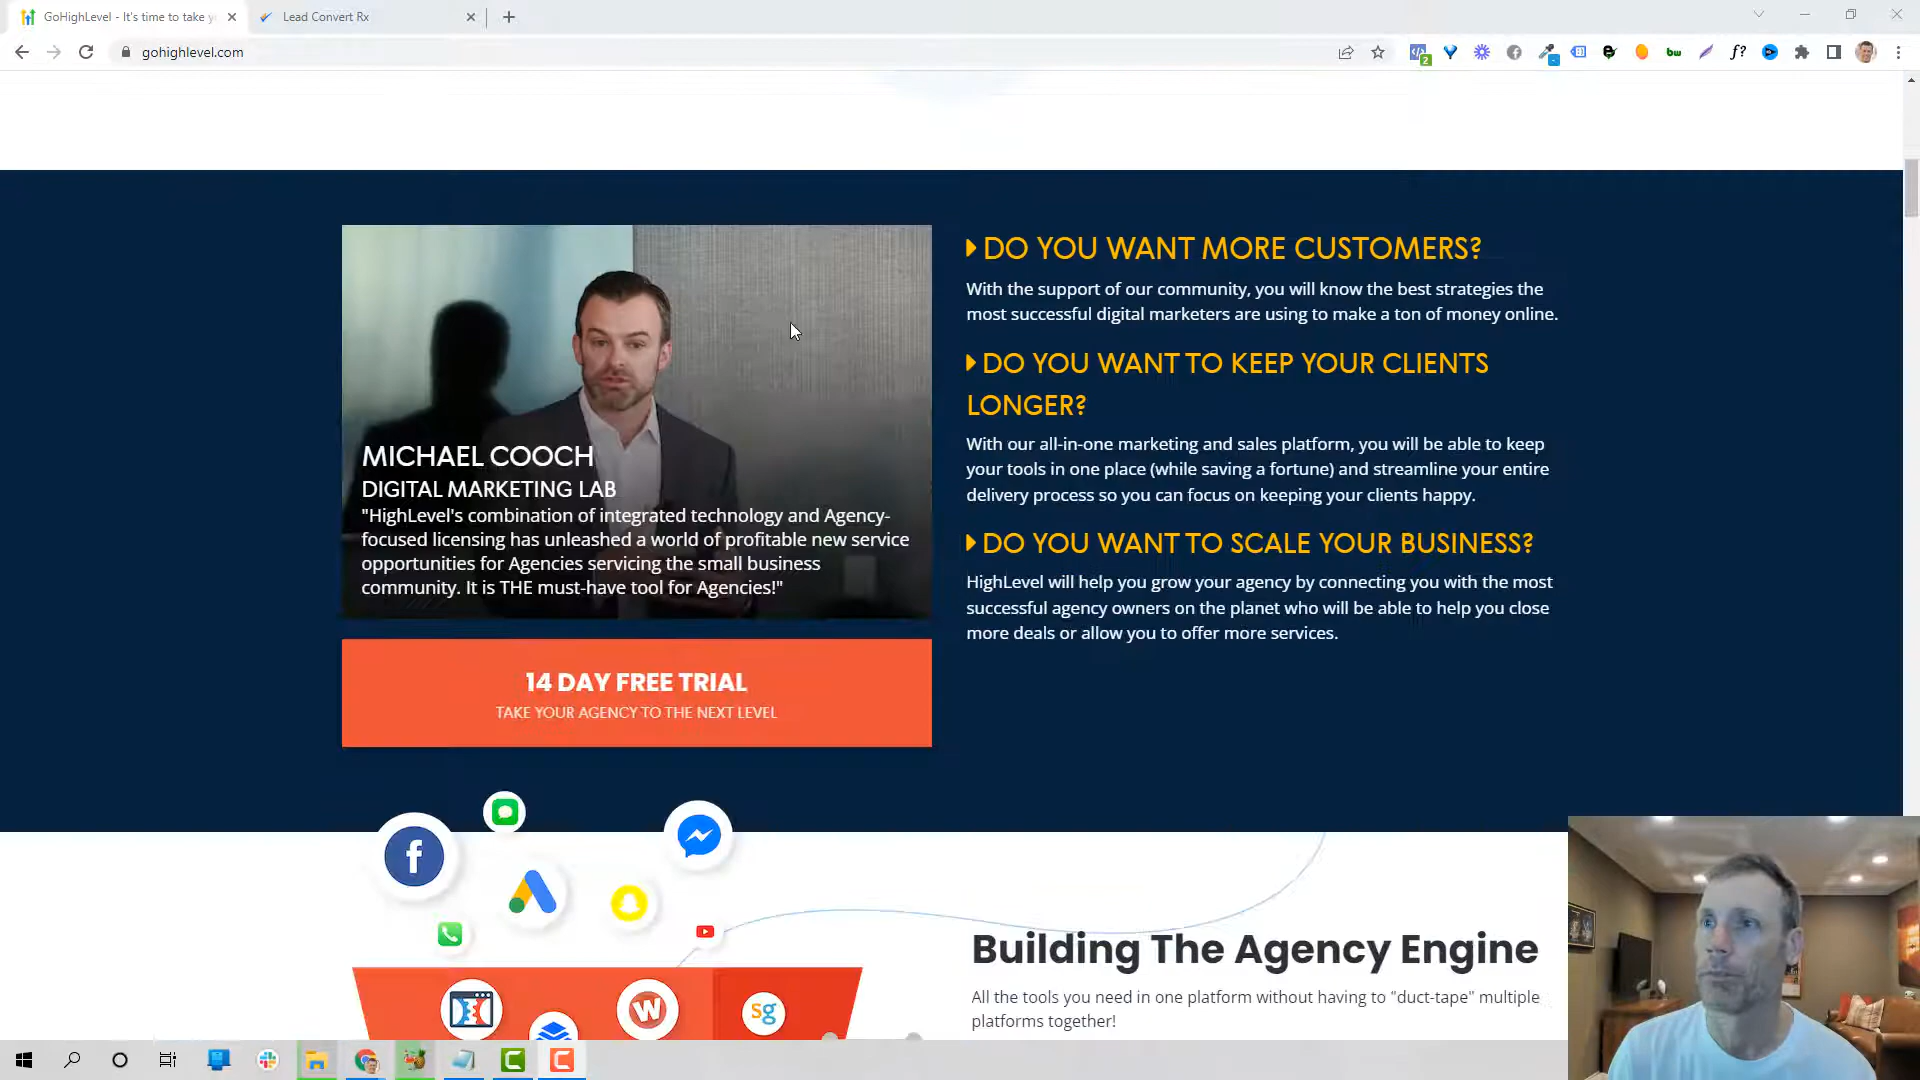 GoHighLevel - It's time to take y
Lead Convert Rx
gohighlevel.com
2
f?
MICHAEL COOCH
DIGITAL MARKETING LAB
"HighLevel's combination of integrated technology and Agency-
focused licensing has unleashed a world of profitable new service
opportunities for Agencies servicing the small business
community. It is THE must-have tool for Agencies!"
14 DAY FREE TRIAL
TAKE YOUR AGENCY TO THE NEXT LEVEL
DO YOU WANT MORE CUSTOMERS?
With the support of our community, you will know the best strategies the
most successful digital marketers are using to make a ton of money online.
DO YOU WANT TO KEEP YOUR CLIENTS
LONGER?
With our all-in-one marketing and sales platform, you will be able to keep
your tools in one place (while saving a fortune) and streamline your entire
delivery process so you can focus on keeping your clients happy.
DO YOU WANT TO SCALE YOUR BUSINESS?
HighLevel will help you grow your agency by connecting you with the most
successful agency owners on the planet who will be able to help you close
more deals or allow you to offer more services.
f
W
sg
Building The Agency Engine
All the tools you need in one platform without having to "duct-tape" multiple
platforms together!